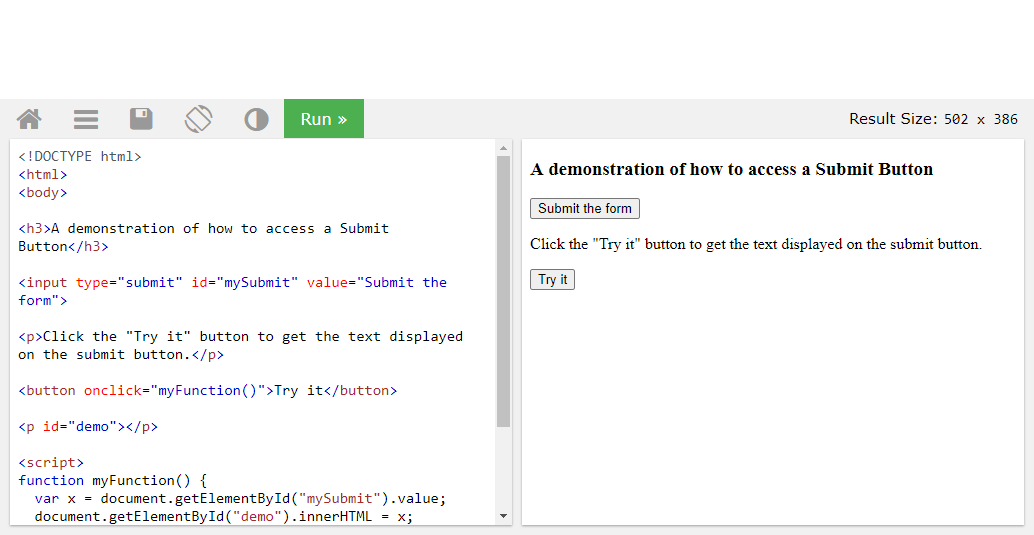 Run »
Result Size: 502 x 386
<!DOCTYPE html>
<html>
<body>
<h3>A demonstration of how to access a Submit
Button</h3>
<input type="submit" id="mySubmit" value="Submit the
form">
<p>Click the "Try it" button to get the text displayed
on the submit button.</p>
<button onclick="myFunction()">Try it</button>
<p id="demo"></p>
<script>
function myFunction() {
  var x = document.getElementById("mySubmit").value;
  document.getElementById("demo").innerHTML = x;
A demonstration of how to access a Submit Button
Submit the form
Click the "Try it" button to get the text displayed on the submit button.
Try it